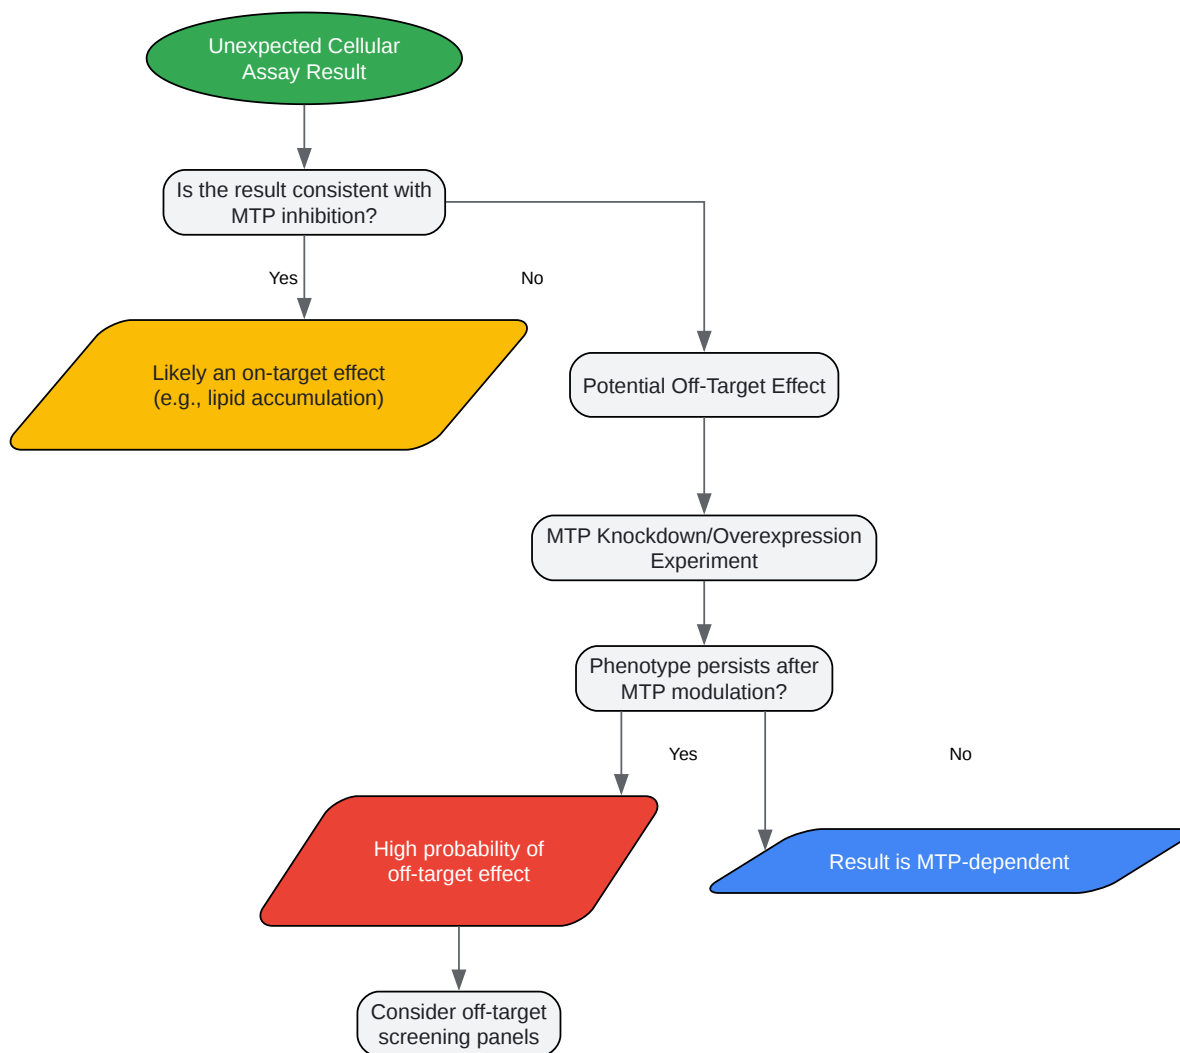 Unexpected Cellular
Assay Result
Is the result consistent with
MTP inhibition?
Yes
No
Likely an on-target effect
(e.g., lipid accumulation)
Potential Off-Target Effect
MTP Knockdown/Overexpression
Experiment
Phenotype persists after
MTP modulation?
Yes
No
High probability of
off-target effect
Result is MTP-dependent
Consider off-target
screening panels